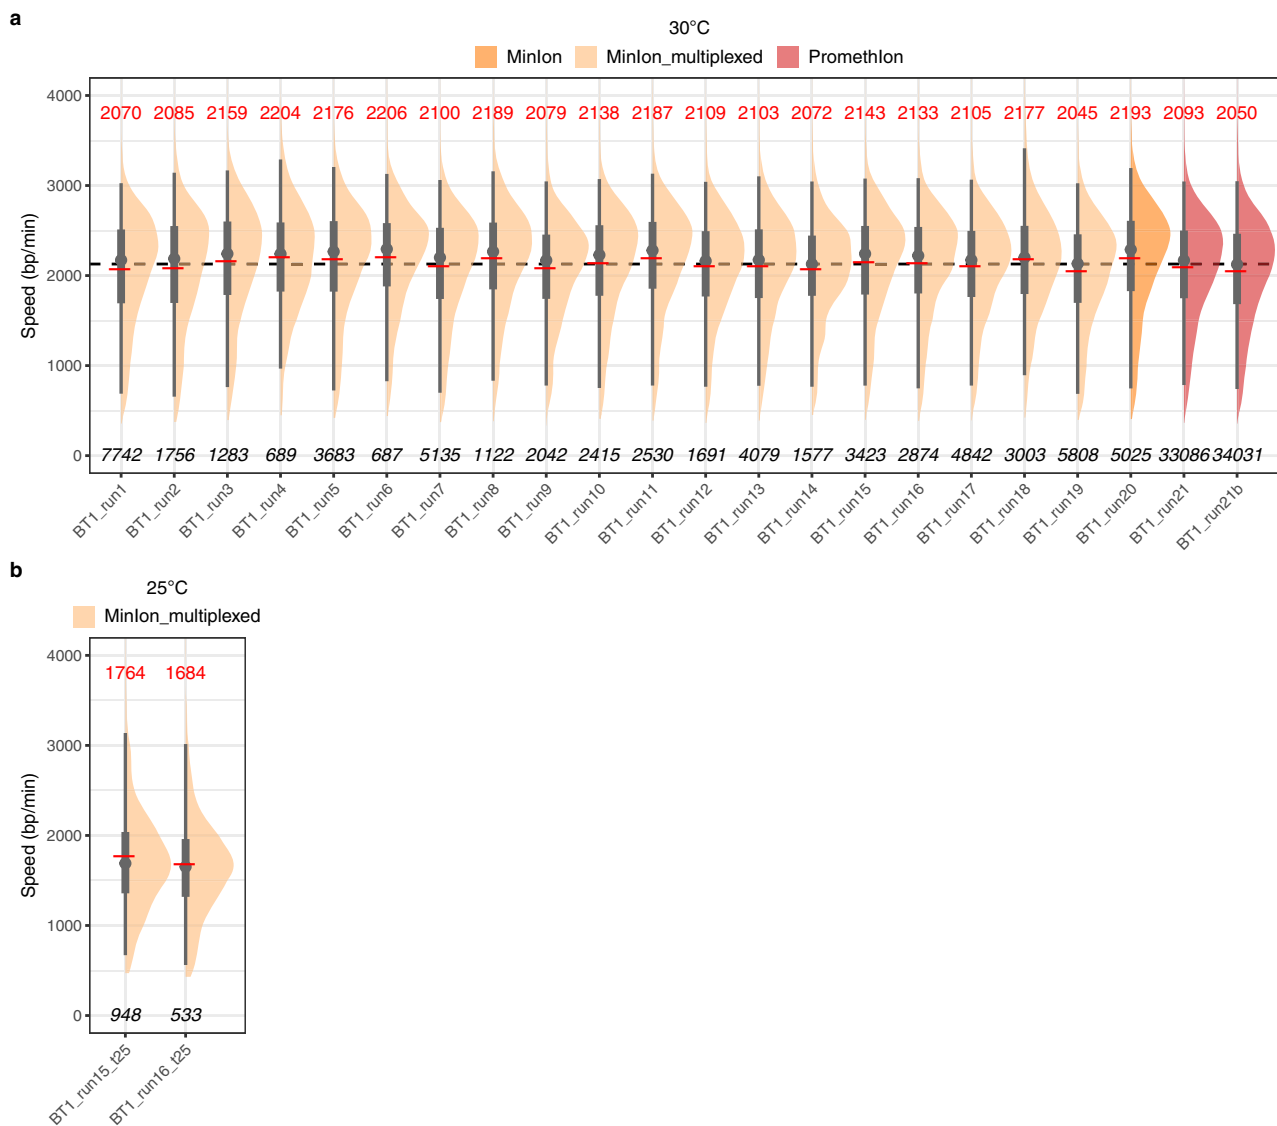 a
30°C
MinIon MinIon_multiplexed PromethIon
Speed (bp/min)
4000
3000
2000
1000
0
2070 2085 2159 2204 2176 2206 2100 2189 2079 2138 2187 2109 2103 2072 2143 2133 2105 2177 2045 2193 2093 2050
7742 1756 1283 689 3683 687 5135 1122 2042 2415 2530 1691 4079 1577 3423 2874 4842 3003 5808 5025 33086 34031
BT1_run1 BT1_run2 BT1_run3 BT1_run4 BT1_run5 BT1_run6 BT1_run7 BT1_run8 BT1_run9 BT1_run10 BT1_run11 BT1_run12 BT1_run13 BT1_run14 BT1_run15 BT1_run16 BT1_run17 BT1_run18 BT1_run19 BT1_run20 BT1_run21 BT1_run21b
b
25°C
MinIon_multiplexed
Speed (bp/min)
4000
3000
2000
1000
0
1764 1684
948 533
BT1_run15_t25 BT1_run16_t25